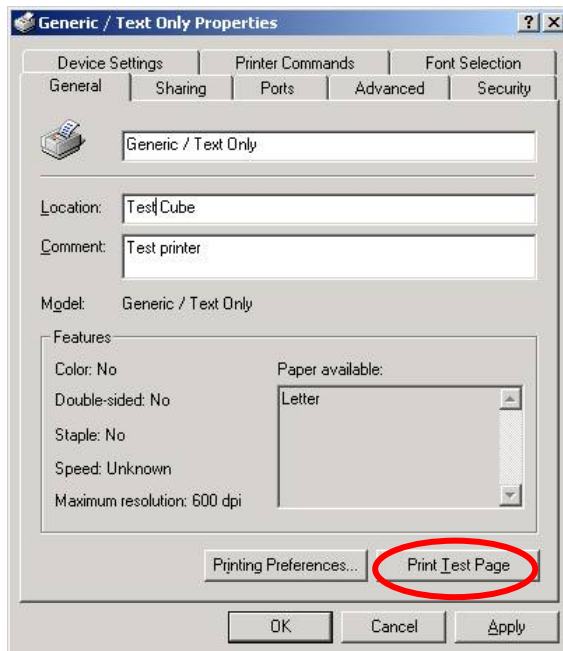 Generic / Text Only Properties
Device Settings Printer Commands Font Selection
General Sharing Ports Advanced Security
Generic / Text Only
Location: Test Cube
Comment: Test printer
Model: Generic / Text Only
Features
Color: No Paper available:
Double-sided: No Letter
Staple: No
Speed: Unknown
Maximum resolution: 600 dpi
Printing Preferences... Print Test Page
OK Cancel Apply